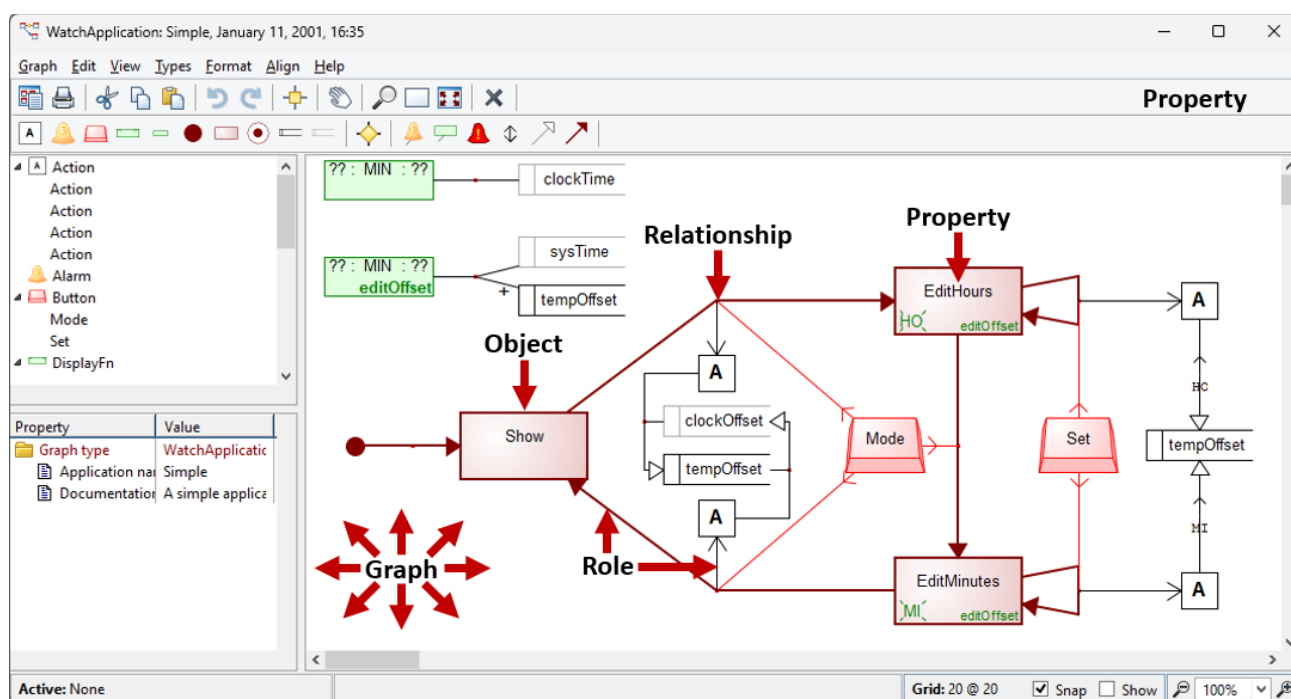 WatchApplication: Simple, January 11, 2001, 16:35
Graph Edit View Types Format Align Help
Property
A
Action
Action
Action
Action
Action
Alarm
Button
Mode
Set
DisplayFn
Property Value
Graph type WatchApplicatic
Application nar Simple
Documentatior A simple applica
?? : MIN : ??
clockTime
?? : MIN : ??
editOffset
sysTime
+ tempOffset
Relationship
Property
EditHours
HO editOffset
A
Object
Show
A
clockOffset
tempOffset
A
Mode
Set
HC
tempOffset
MI
Graph
Role
EditMinutes
MI editOffset
A
Active: None
Grid: 20 @ 20 Snap Show 100%